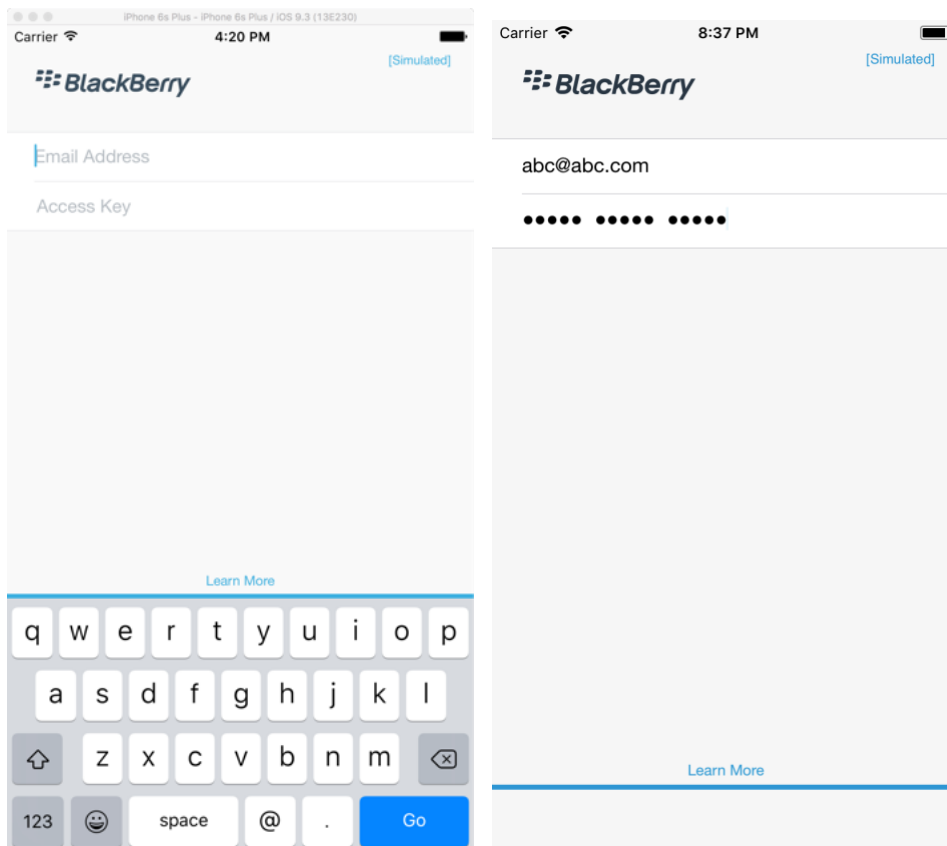 iPhone 6s Plus - iPhone 6s Plus / iOS 9.3 (13E230)
Carrier 4:20 PM
[Simulated]
BlackBerry
Email Address
Access Key
Learn More
q w e r t y u i o p
a s d f g h j k l
z x c v b n m
123 space @ . Go
Carrier 8:37 PM
[Simulated]
BlackBerry
abc@abc.com
••••• ••••• •••••
Learn More